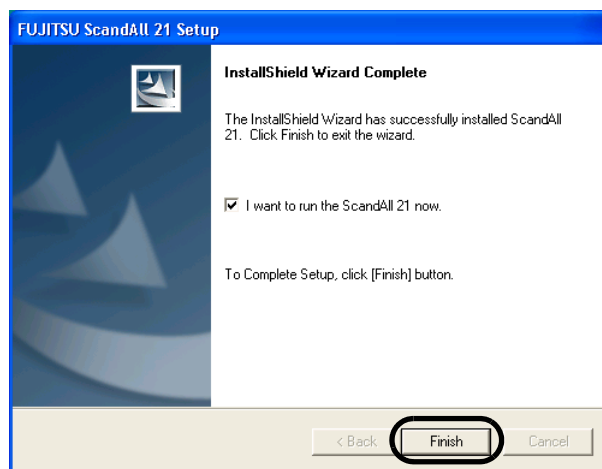 FUJITSU ScandAll 21 Setup
InstallShield Wizard Complete
The InstallShield Wizard has successfully installed ScandAll
21. Click Finish to exit the wizard.
I want to run the ScandAll 21 now.
To Complete Setup, click [Finish] button.
< Back Finish Cancel